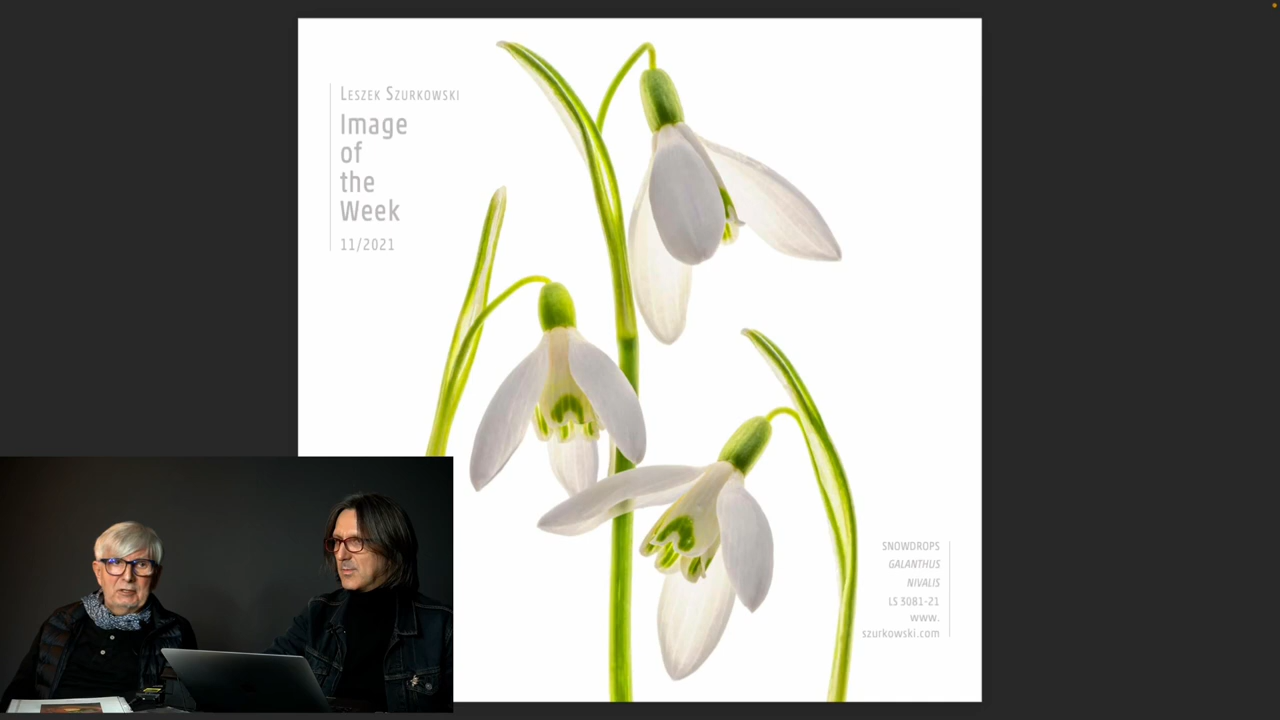 Leszek Szurkowski
Image
of
the
Week
11/2021
SNOWDROPS
GALANTHUS
NIVALIS
LS 3081-21
www.
szurkowski.com